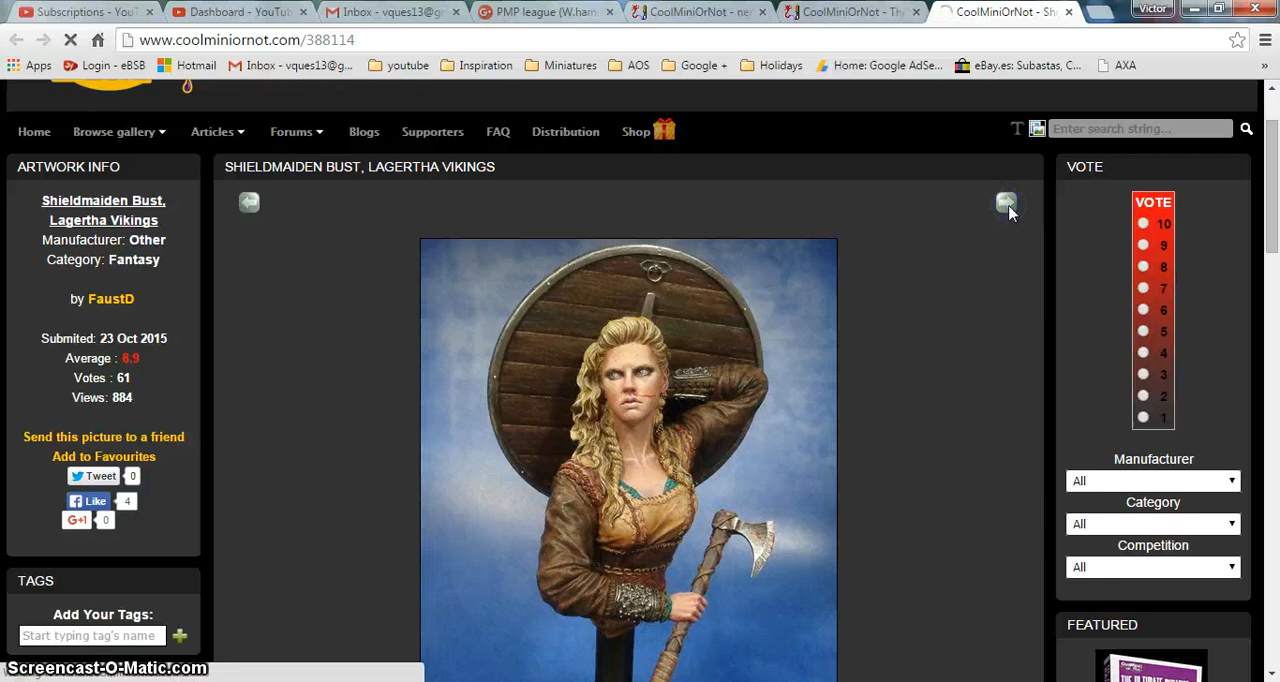 Subscriptions - YouT
Dashboard - YouTub
Inbox - vques13@gr
PMP league (W.ham
CoolMiniOrNot - ne
CoolMiniOrNot - Th
CoolMiniOrNot - Sh
Victor
www.coolminiornot.com/388114
Apps
Login - eBSB
Hotmail
Inbox - vques13@g...
youtube
Inspiration
Miniatures
AOS
Google +
Holidays
Home: Google AdSe...
eBay.es: Subastas, C...
AXA
»
Home
Browse gallery
Articles
Forums
Blogs
Supporters
FAQ
Distribution
Shop
Enter search string...
ARTWORK INFO
Shieldmaiden Bust,
Lagertha Vikings
Manufacturer: Other
Category: Fantasy
by FaustD
Submited: 23 Oct 2015
Average : 8.9
Votes : 61
Views: 884
Send this picture to a friend
Add to Favourites
Tweet 0
Like 4
G+1 0
TAGS
Add Your Tags:
Start typing tag's name
SHIELDMAIDEN BUST, LAGERTHA VIKINGS
VOTE
VOTE
10
9
8
7
6
5
4
3
2
1
Manufacturer
All
Category
All
Competition
All
FEATURED
Screencast-O-Matic.com